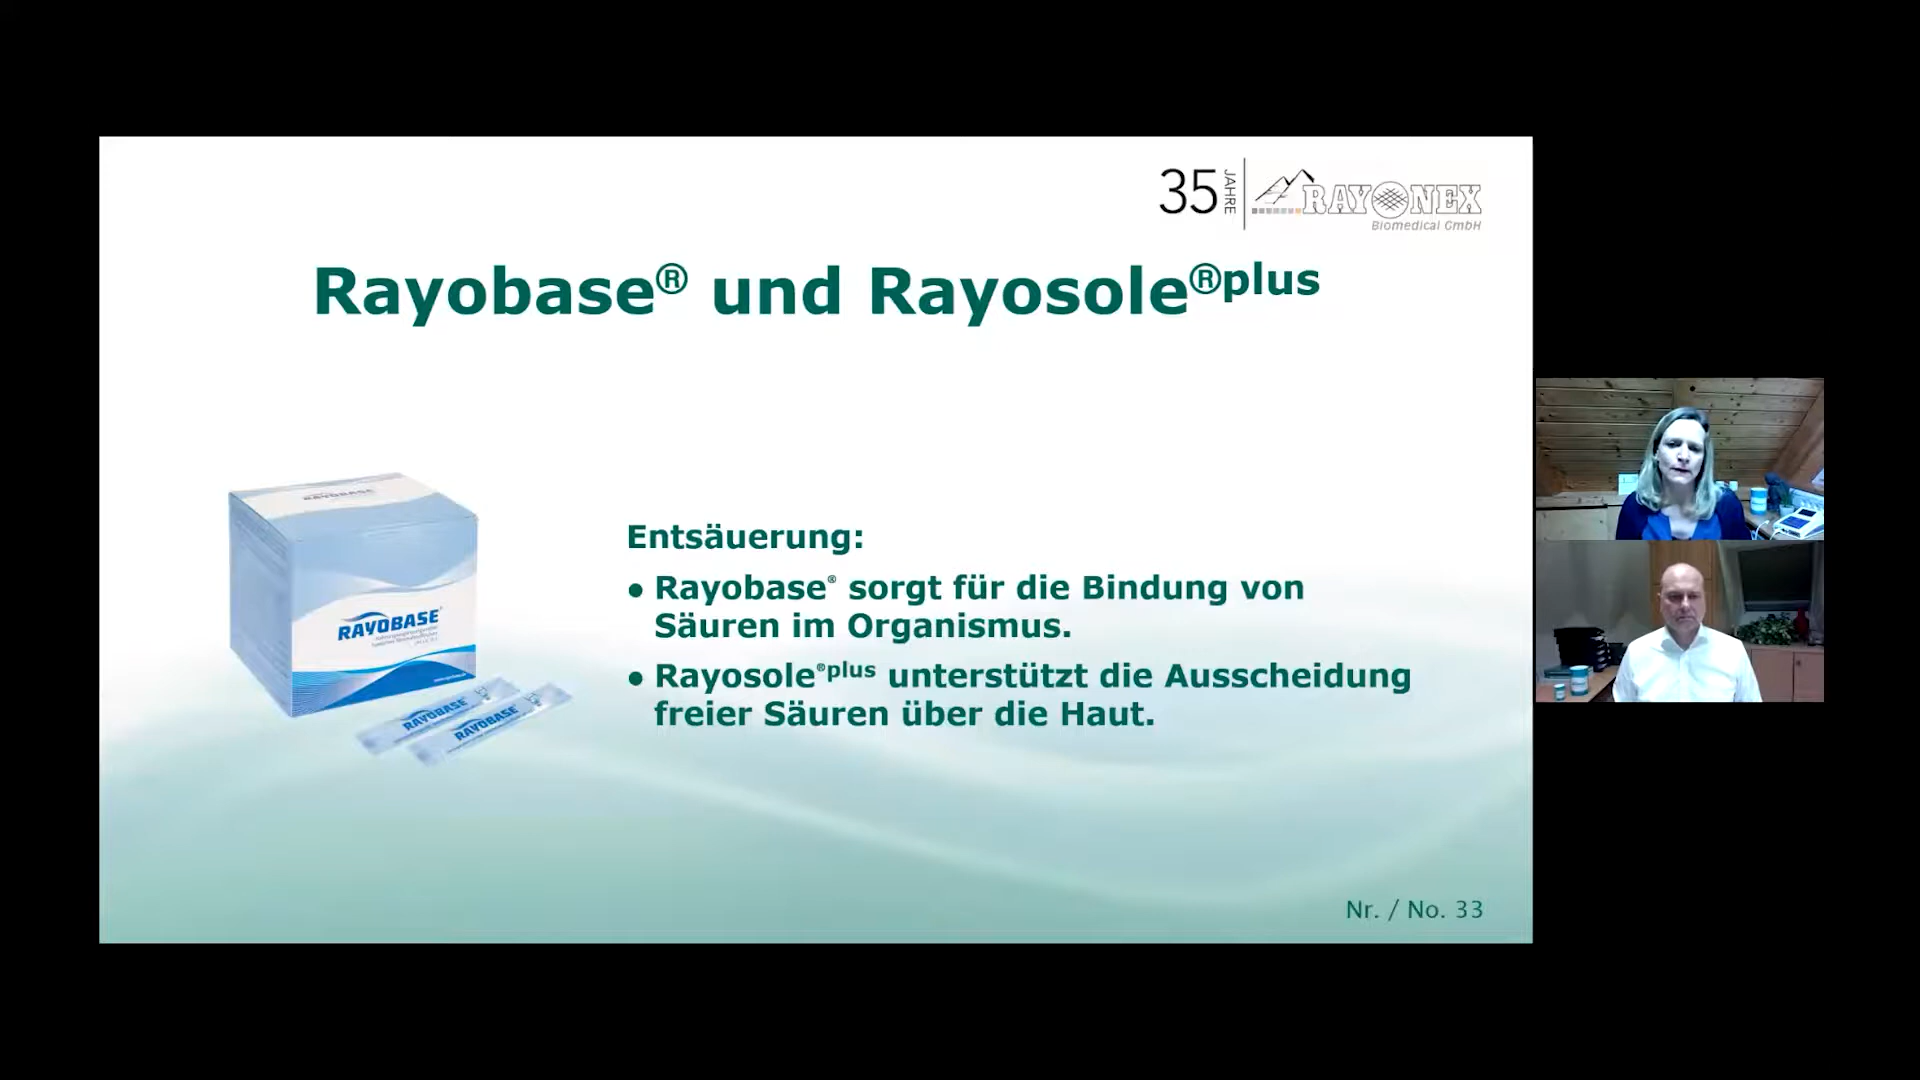 35 JAHRE
RAYONEX
Biomedical GmbH
Rayobase® und Rayosole®plus
RAYOBASE
RAYOBASE®
RAYOBASE
RAYOBASE
Entsäuerung:
● Rayobase® sorgt für die Bindung von
Säuren im Organismus.
● Rayosole®plus unterstützt die Ausscheidung
freier Säuren über die Haut.
Nr. / No. 33